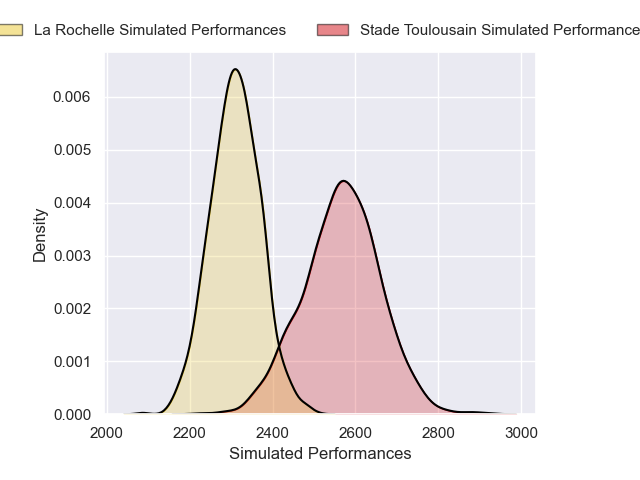 La Rochelle Simulated Performances
Stade Toulousain Simulated Performance
0.006
0.005
0.004
0.003
0.002
0.001
0.000
Density
2000 2200 2400 2600 2800 3000
Simulated Performances